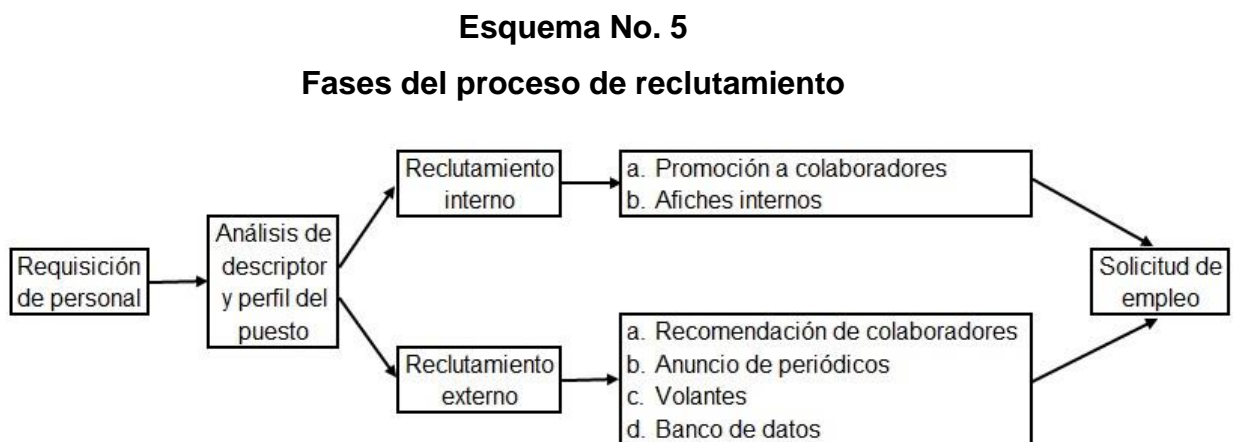 Esquema No. 5
Fases del proceso de reclutamiento
Requisición
de personal
Análisis de
descriptor
y perfil del
puesto
Reclutamiento
interno
a. Promoción a colaboradores
b. Afiches internos
Reclutamiento
externo
a. Recomendación de colaboradores
b. Anuncio de periódicos
c. Volantes
d. Banco de datos
Solicitud de
empleo